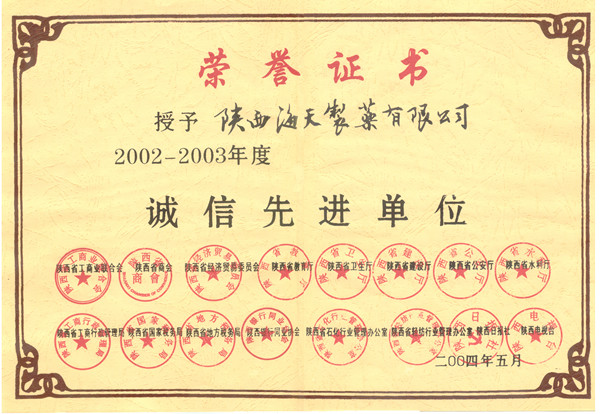 荣誉证书
授予 陕西海天製藥有限公司
2002-2003年度
诚信先进单位
陕西省工商业联合会 陕西省商会 陕西省经济贸易委员会 陕西省教育厅 陕西省卫生厅 陕西省建设厅 陕西省公安厅 陕西省水利厅
陕西省工商行政管理局 陕西省国家税务局 陕西省地方税务局 陕西银行同业协会 陕西省石化行业管理办公室 陕西省轻纺行业管理办公室 陕西日报社 陕西电视台
二〇〇四年五月